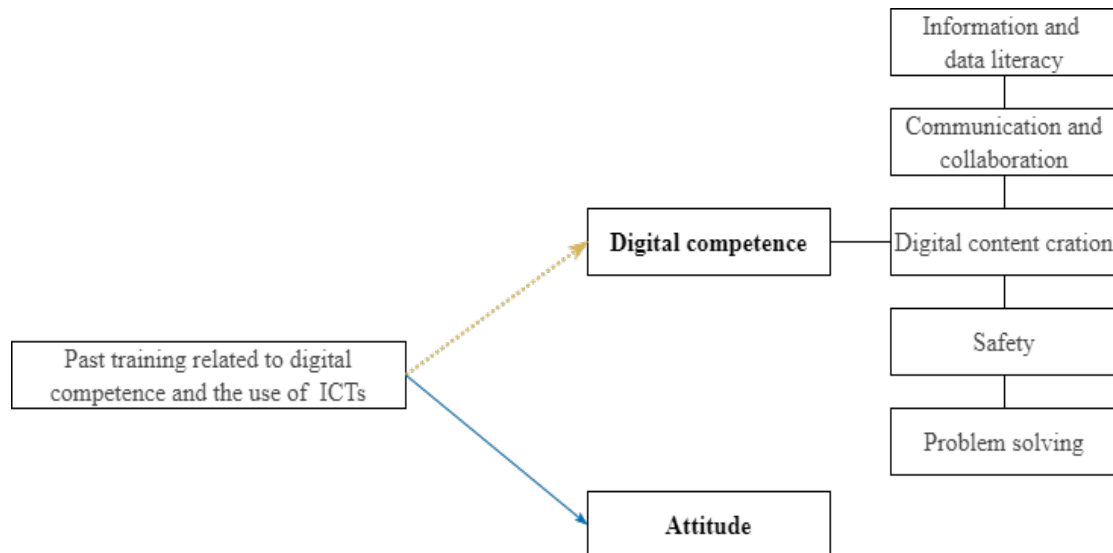 Information and
data literacy
Communication and
collaboration
Digital competence
Digital content cration
Past training related to digital
competence and the use of ICTs
Safety
Problem solving
Attitude